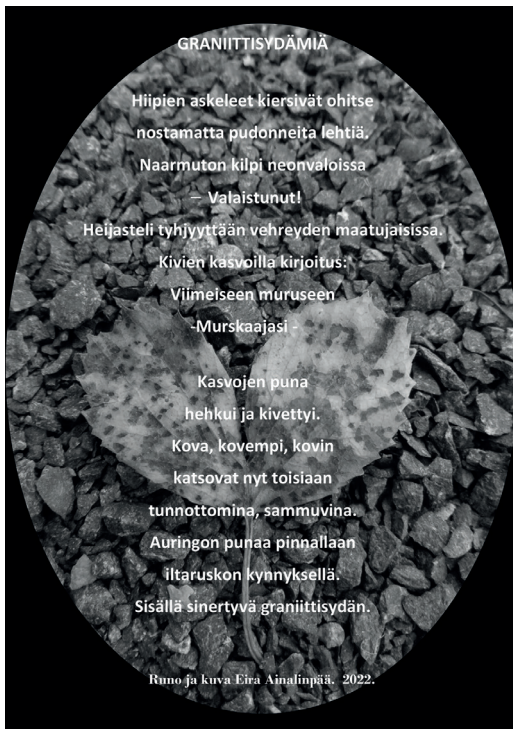 GRANIITTISYDÄMIÄ
Hiipien askeleet kiersivät ohitse
nostamatta pudonneita lehtiä.
Naarmuton kilpi neonvaloissa
– Valaistunut!
Heijasteli tyhjyyttään vehreyden maatujaisissa.
Kivien kasvoilla kirjoitus:
Viimeiseen muruseen
-Murskaajasi -
Kasvojen puna
hehkui ja kivettyi.
Kova, kovempi, kovin
katsovat nyt toisiaan
tunnottomina, sammuvina.
Auringon punaa pinnallaan
iltaruskon kynnyksellä.
Sisällä sinertyvä graniittisydän.
Runo ja kuva Eira Ainalinpää. 2022.